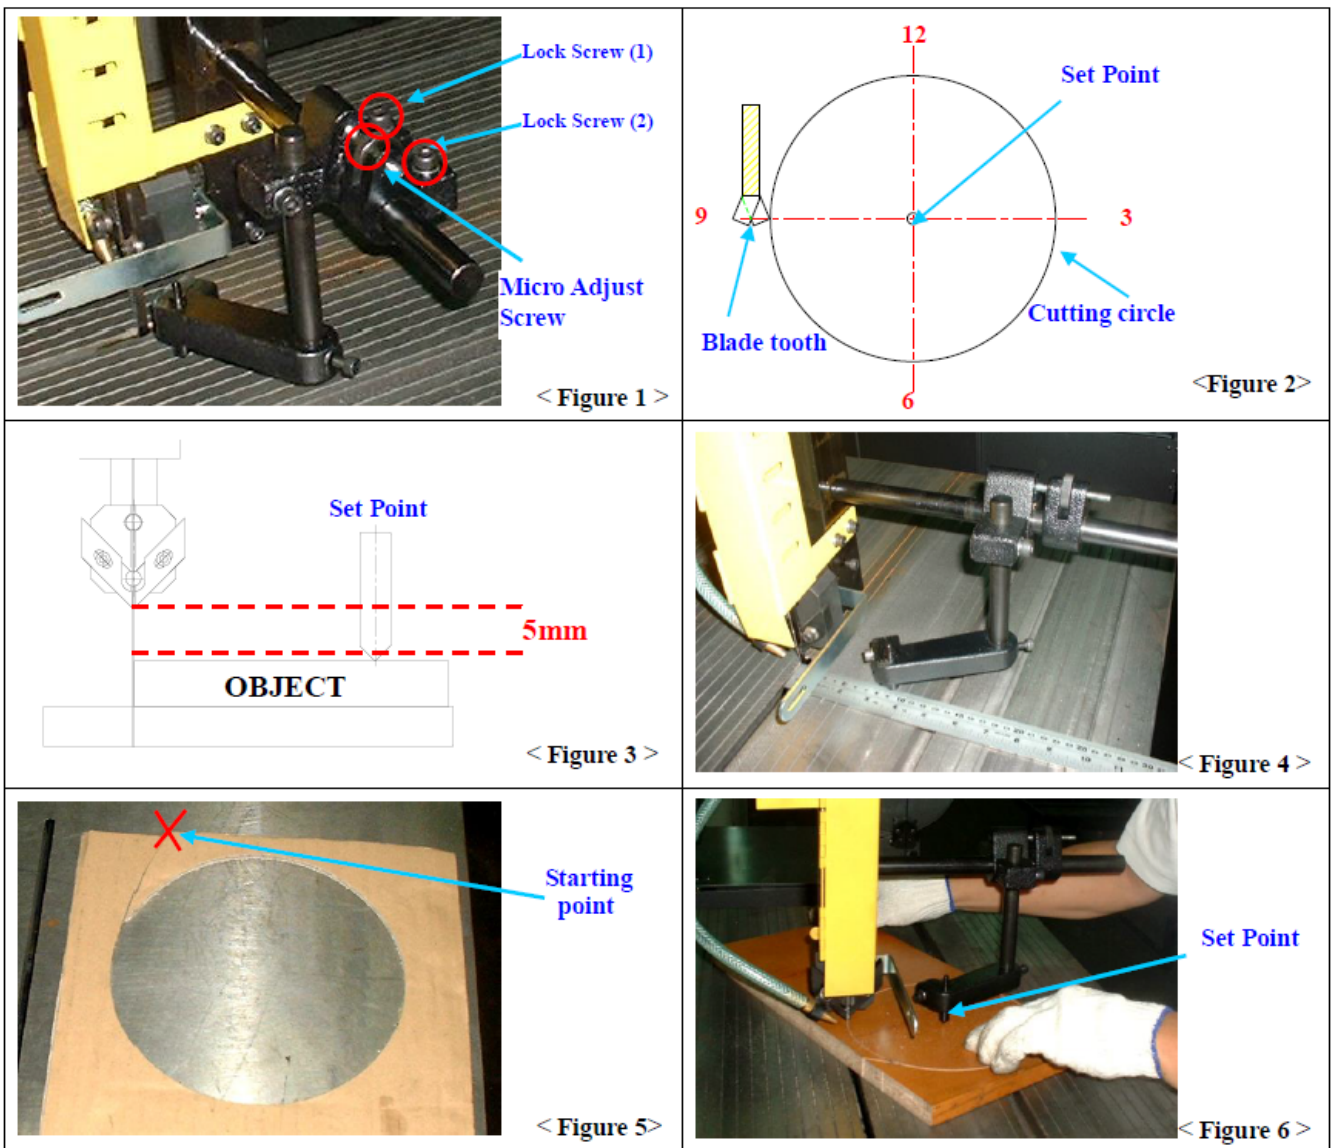 Lock Screw (1)
Lock Screw (2)
Micro Adjust
Screw
< Figure 1 >
12
Set Point
9
3
Blade tooth
Cutting circle
6
<Figure 2>
Set Point
5mm
OBJECT
< Figure 3 >
< Figure 4 >
Starting
point
< Figure 5>
Set Point
< Figure 6 >